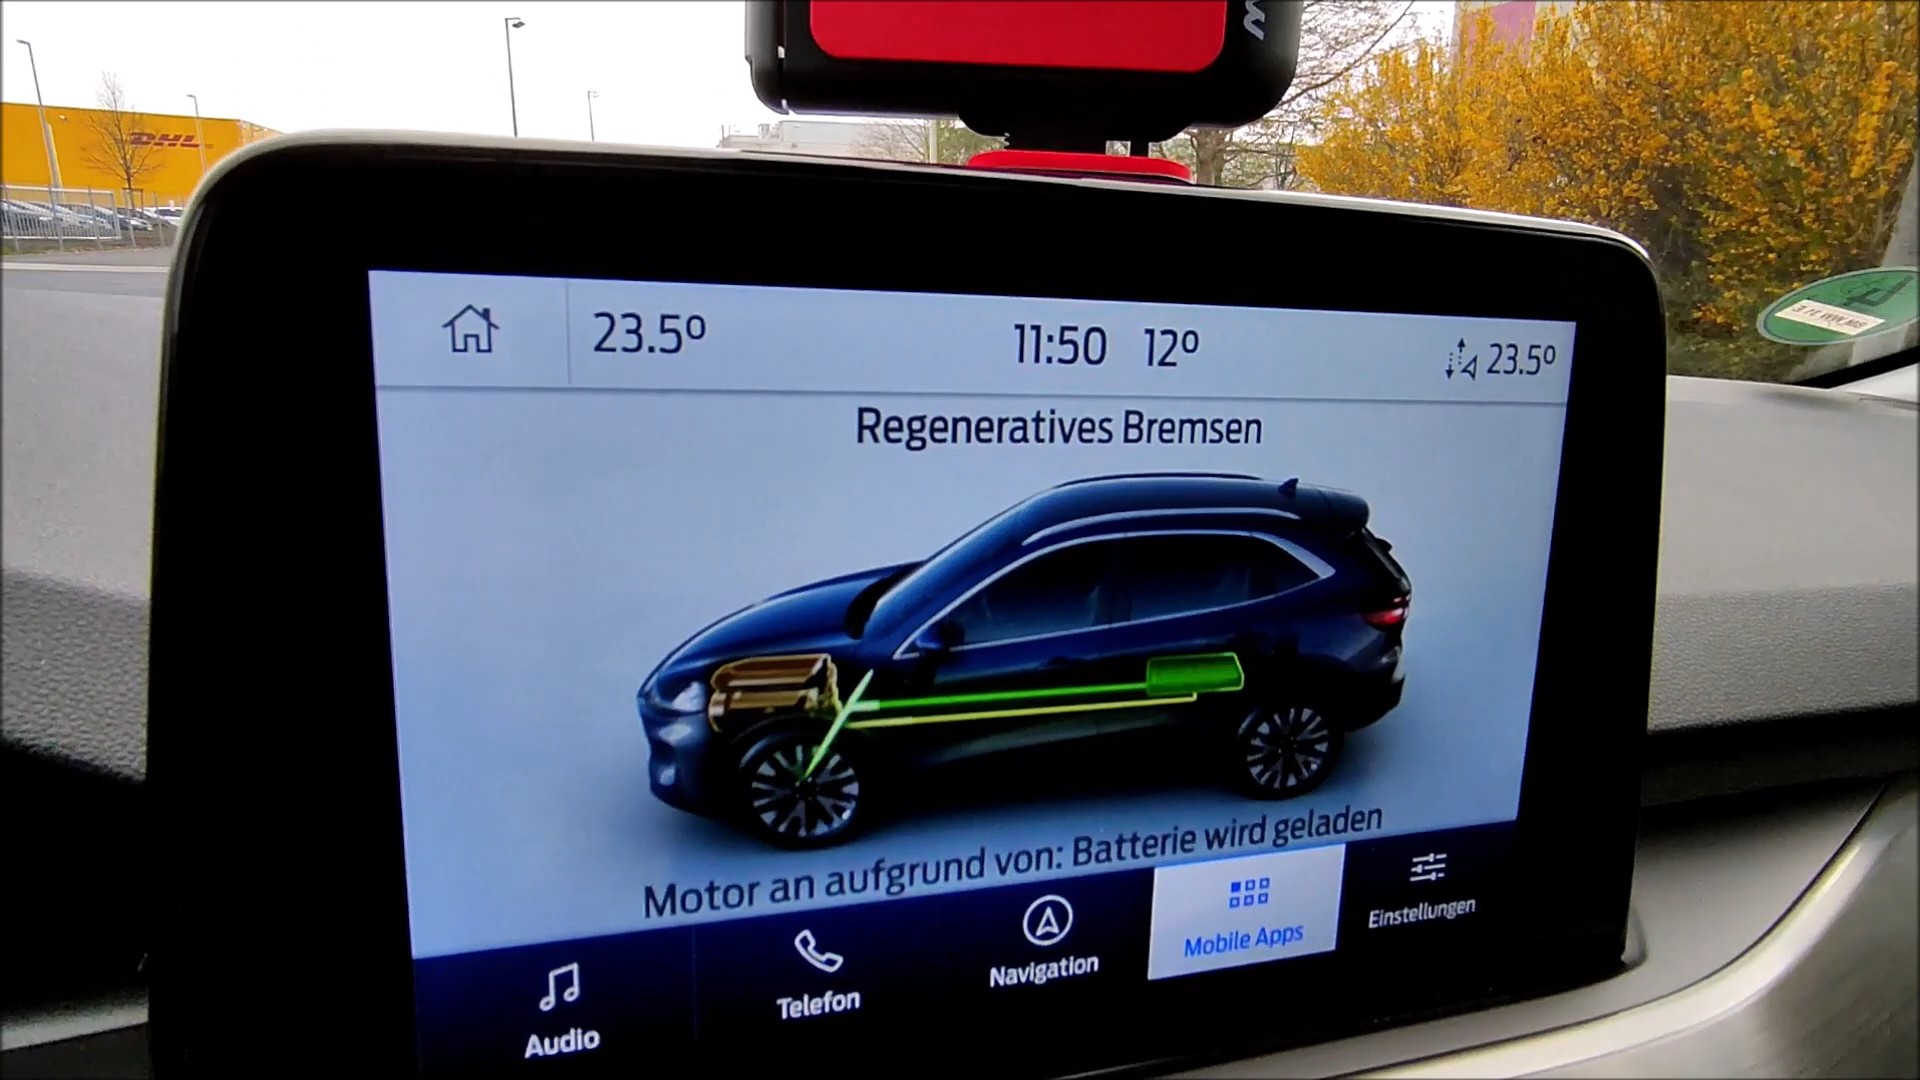 DHL
23.5°
11:50 12°
23.5°
Regeneratives Bremsen
Motor an aufgrund von: Batterie wird geladen
Audio
Telefon
Navigation
Mobile Apps
Einstellungen